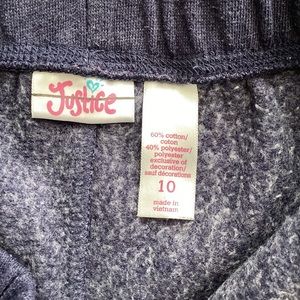 Justice
60% cotton/
coton
40% polyester/
polyester
exclusive of
decoration/
sauf décorations
10
made in
vietnam